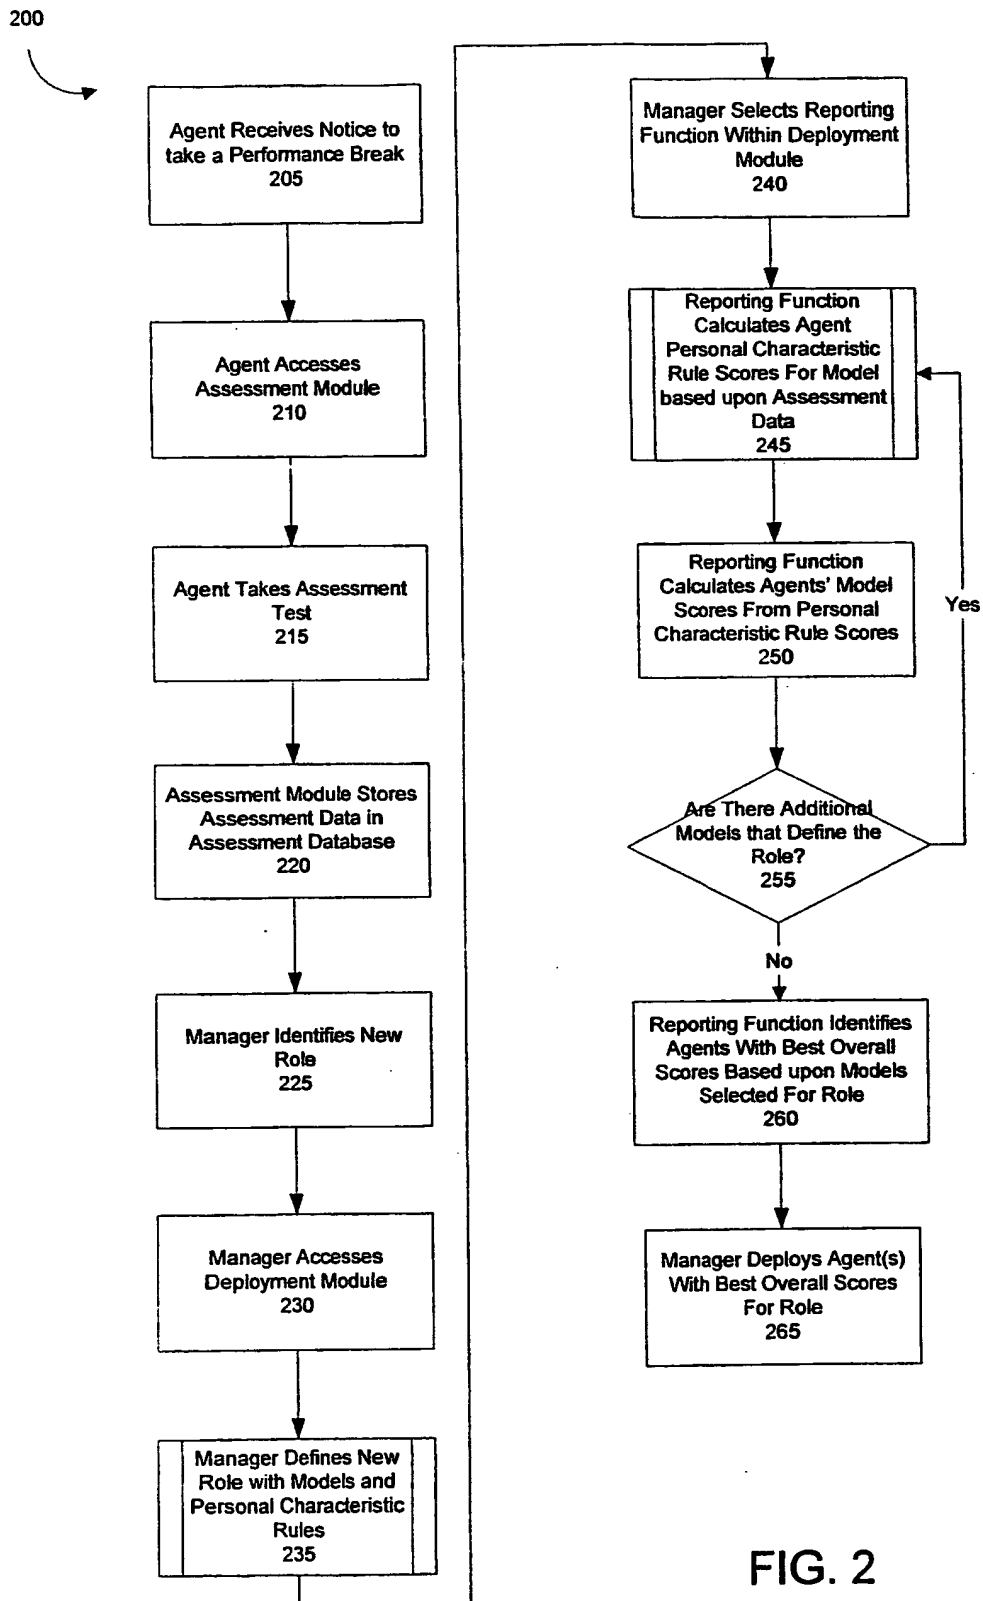 200
Agent Receives Notice to
take a Performance Break
205
Agent Accesses
Assessment Module
210
Agent Takes Assessment
Test
215
Assessment Module Stores
Assessment Data in
Assessment Database
220
Manager Identifies New
Role
225
Manager Accesses
Deployment Module
230
Manager Defines New
Role with Models and
Personal Characteristic
Rules
235
Manager Selects Reporting
Function Within Deployment
Module
240
Reporting Function
Calculates Agent
Personal Characteristic
Rule Scores For Model
based upon Assessment
Data
245
Reporting Function
Calculates Agents' Model
Scores From Personal
Characteristic Rule Scores
250
Yes
Are There Additional
Models that Define the
Role?
255
No
Reporting Function Identifies
Agents With Best Overall
Scores Based upon Models
Selected For Role
260
Manager Deploys Agent(s)
With Best Overall Scores
For Role
265
FIG. 2